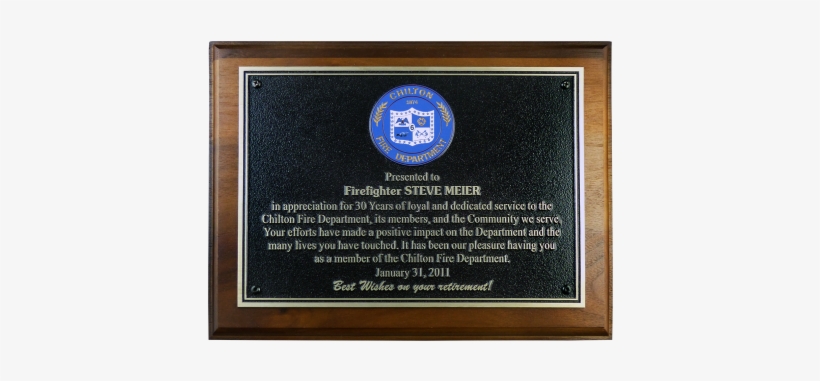 CHILTON
1874
FIRE DEPARTMENT
Presented to
Firefighter STEVE MEIER
in appreciation for 30 Years of loyal and dedicated service to the
Chilton Fire Department, its members, and the Community we serve.
Your efforts have made a positive impact on the Department and the
many lives you have touched. It has been our pleasure having you
as a member of the Chilton Fire Department.
January 31, 2011
Best Wishes on your retirement!